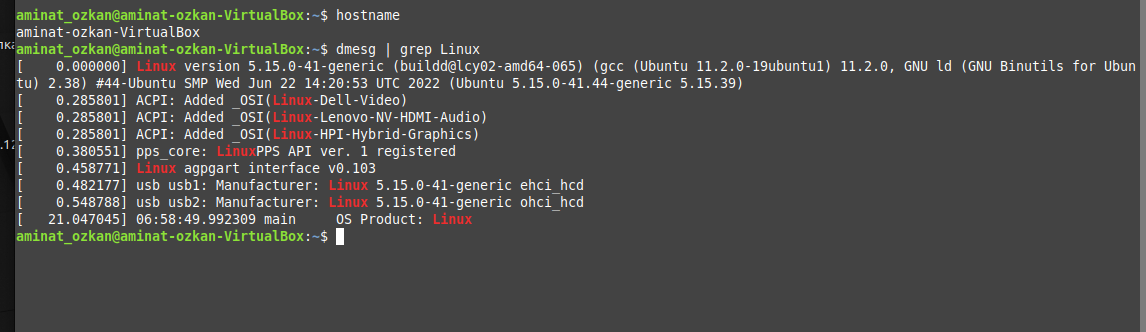 aminat_ozkan@aminat-ozkan-VirtualBox:~$ hostname
aminat-ozkan-VirtualBox
aminat_ozkan@aminat-ozkan-VirtualBox:~$ dmesg | grep Linux
[    0.000000] Linux version 5.15.0-41-generic (buildd@lcy02-amd64-065) (gcc (Ubuntu 11.2.0-19ubuntu1) 11.2.0, GNU ld (GNU Binutils for Ubun
tu) 2.38) #44-Ubuntu SMP Wed Jun 22 14:20:53 UTC 2022 (Ubuntu 5.15.0-41.44-generic 5.15.39)
[    0.285801] ACPI: Added _OSI(Linux-Dell-Video)
[    0.285801] ACPI: Added _OSI(Linux-Lenovo-NV-HDMI-Audio)
[    0.285801] ACPI: Added _OSI(Linux-HPI-Hybrid-Graphics)
[    0.380551] pps_core: LinuxPPS API ver. 1 registered
[    0.458771] Linux agpgart interface v0.103
[    0.482177] usb usb1: Manufacturer: Linux 5.15.0-41-generic ehci_hcd
[    0.548788] usb usb2: Manufacturer: Linux 5.15.0-41-generic ohci_hcd
[   21.047045] 06:58:49.992309 main     OS Product: Linux
aminat_ozkan@aminat-ozkan-VirtualBox:~$